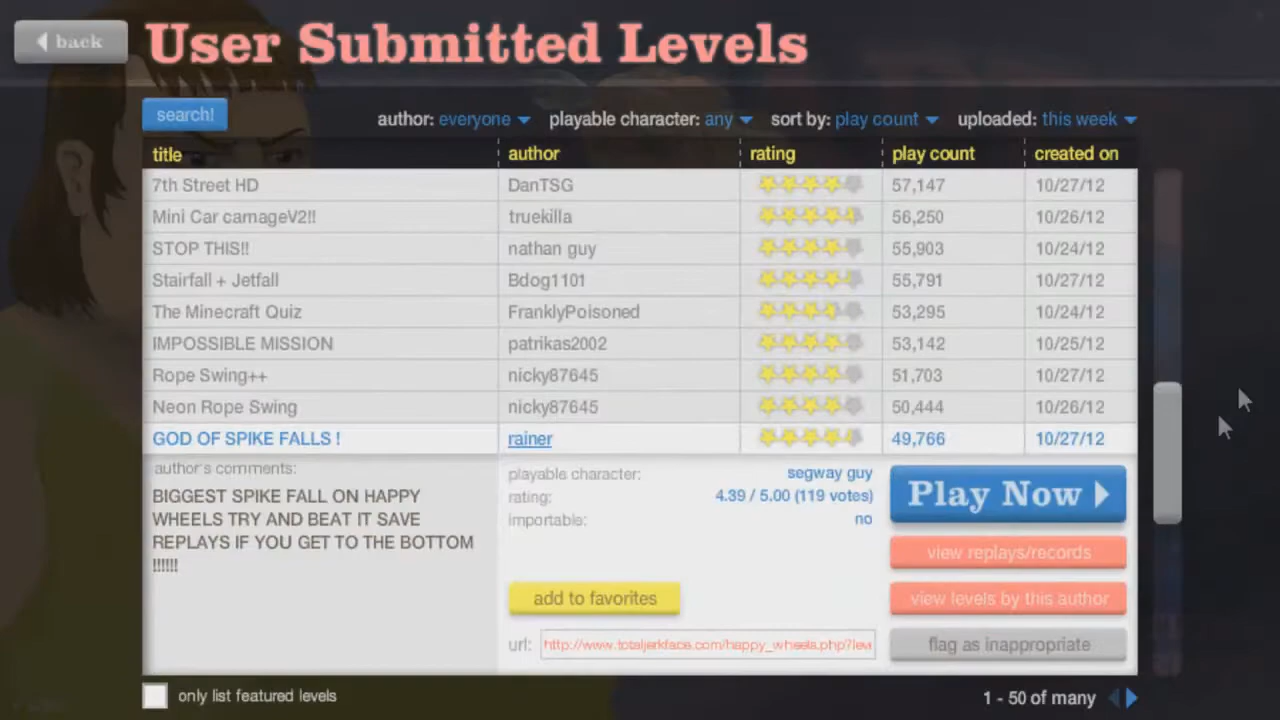 back
User Submitted Levels
search!
author: everyone playable character: any sort by: play count uploaded: this week
title author rating play count created on
7th Street HD DanTSG 57,147 10/27/12
Mini Car carnageV2!! truekilla 56,250 10/26/12
STOP THIS!! nathan guy 55,903 10/24/12
Stairfall + Jetfall Bdog1101 55,791 10/27/12
The Minecraft Quiz FranklyPoisoned 53,295 10/24/12
IMPOSSIBLE MISSION patrikas2002 53,142 10/25/12
Rope Swing++ nicky87645 51,703 10/27/12
Neon Rope Swing nicky87645 50,444 10/26/12
GOD OF SPIKE FALLS ! rainer 49,766 10/27/12
author's comments:
BIGGEST SPIKE FALL ON HAPPY
WHEELS TRY AND BEAT IT SAVE
REPLAYS IF YOU GET TO THE BOTTOM
!!!!!!
playable character: segway guy
rating: 4.39 / 5.00 (119 votes)
importable: no
add to favorites
url: http://www.totaljerkface.com/happy_wheels.php?lev
Play Now
view replays/records
view levels by this author
flag as inappropriate
only list featured levels
1 - 50 of many